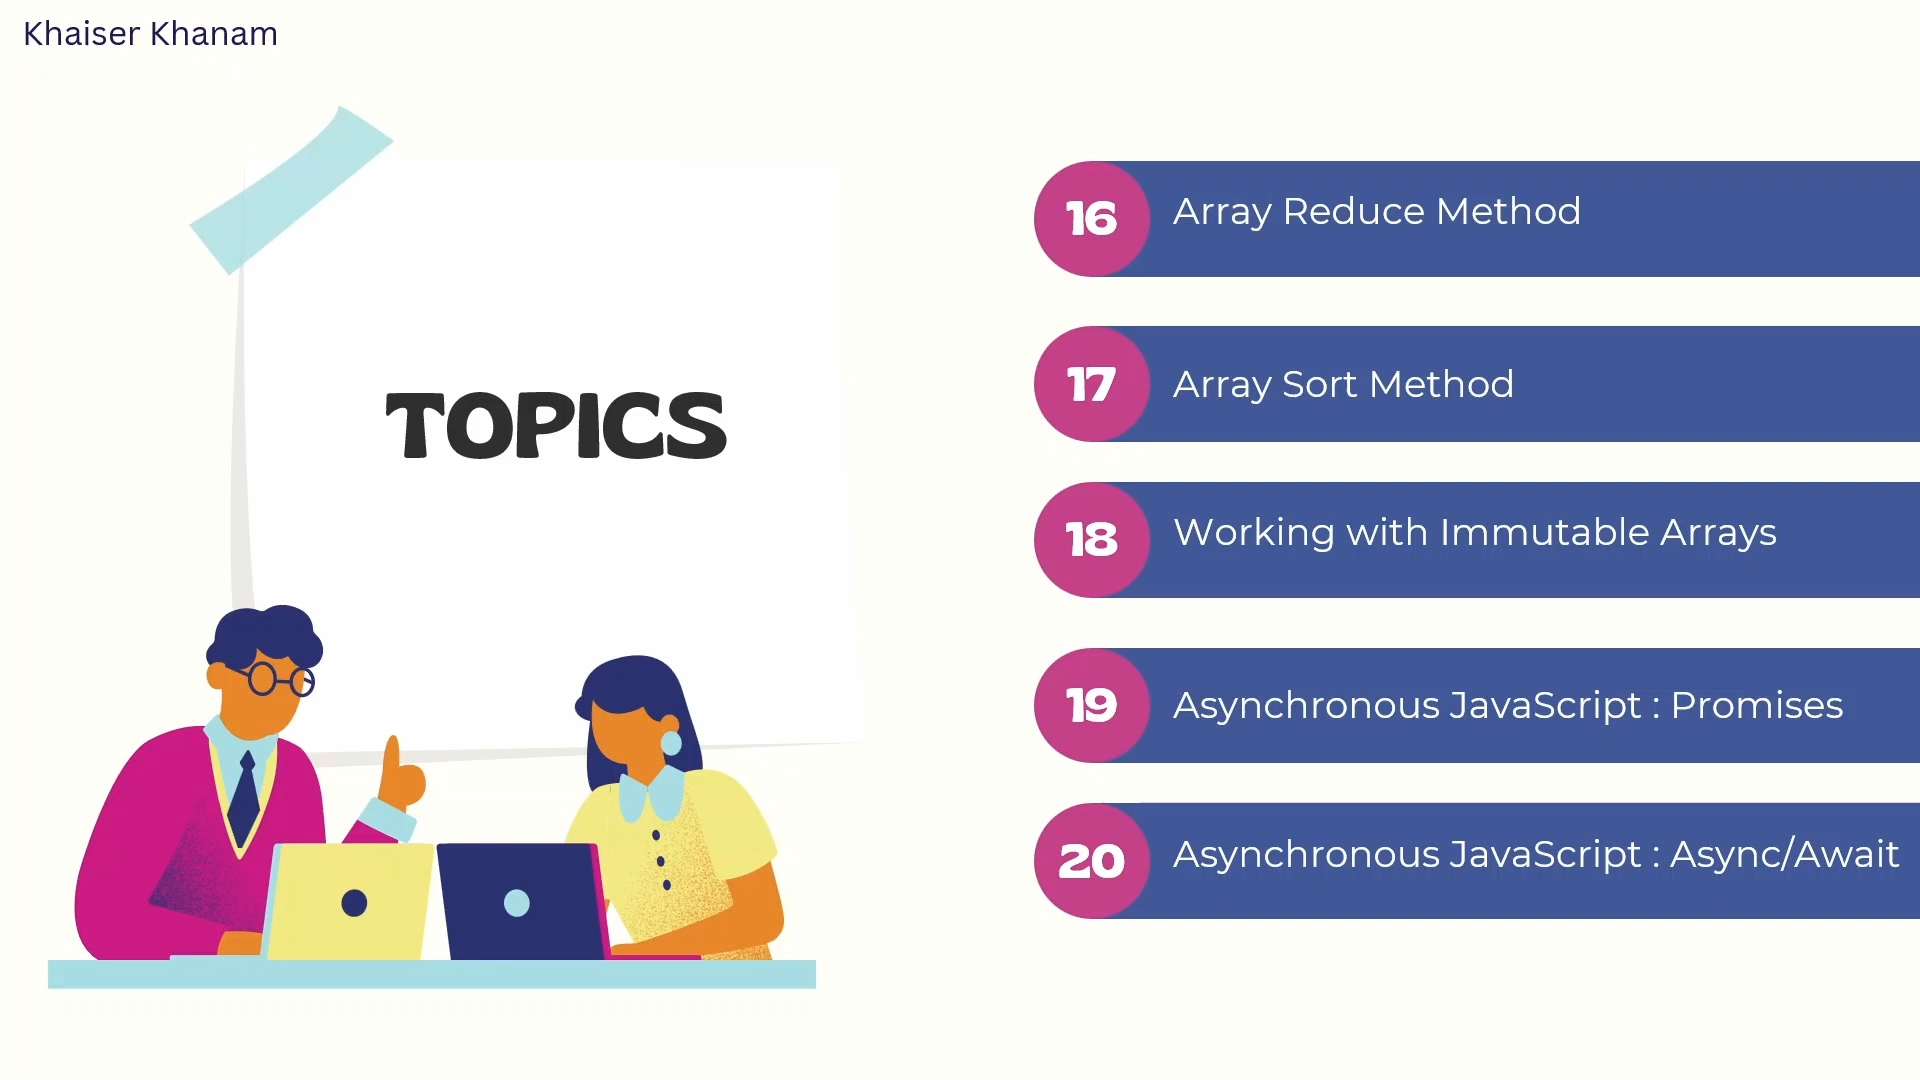 Khaiser Khanam
TOPICS
16 Array Reduce Method
17 Array Sort Method
18 Working with Immutable Arrays
19 Asynchronous JavaScript : Promises
20 Asynchronous JavaScript : Async/Await